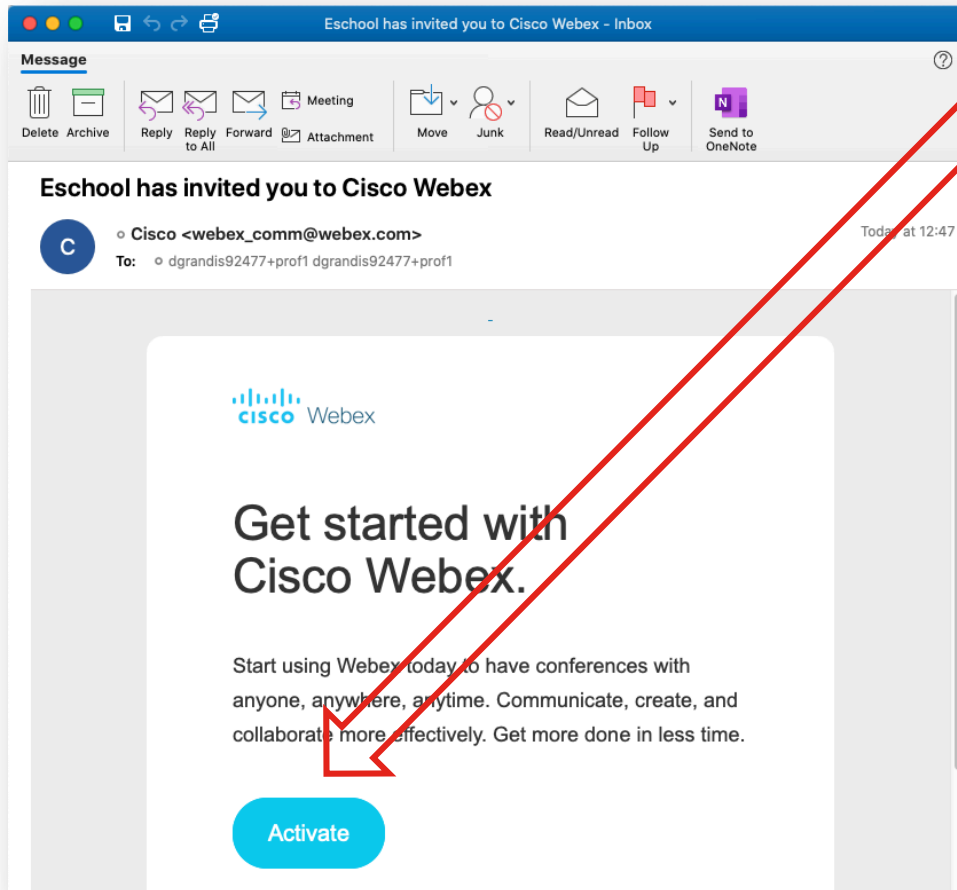 Eschool has invited you to Cisco Webex - Inbox
Message
Delete Archive Reply Reply to All Forward Meeting Attachment Move Junk Read/Unread Follow Up N Send to OneNote
Eschool has invited you to Cisco Webex
C
Cisco <webex_comm@webex.com>
Today at 12:47
To: dgrandis92477+prof1 dgrandis92477+prof1
cisco Webex
Get started with
Cisco Webex.
Start using Webex today to have conferences with
anyone, anywhere, anytime. Communicate, create, and
collaborate more effectively. Get more done in less time.
Activate